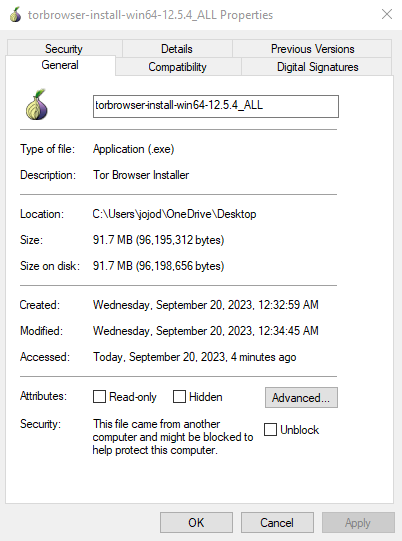 torbrowser-install-win64-12.5.4_ALL Properties
Security Details Previous Versions
General Compatibility Digital Signatures
torbrowser-install-win64-12.5.4_ALL
Type of file: Application (.exe)
Description: Tor Browser Installer
Location: C:\Users\jojod\OneDrive\Desktop
Size: 91.7 MB (96,195,312 bytes)
Size on disk: 91.7 MB (96,198,656 bytes)
Created: Wednesday, September 20, 2023, 12:32:59 AM
Modified: Wednesday, September 20, 2023, 12:34:45 AM
Accessed: Today, September 20, 2023, 4 minutes ago
Attributes: Read-only Hidden Advanced...
Security: This file came from another
computer and might be blocked to
help protect this computer.
Unblock
OK Cancel Apply